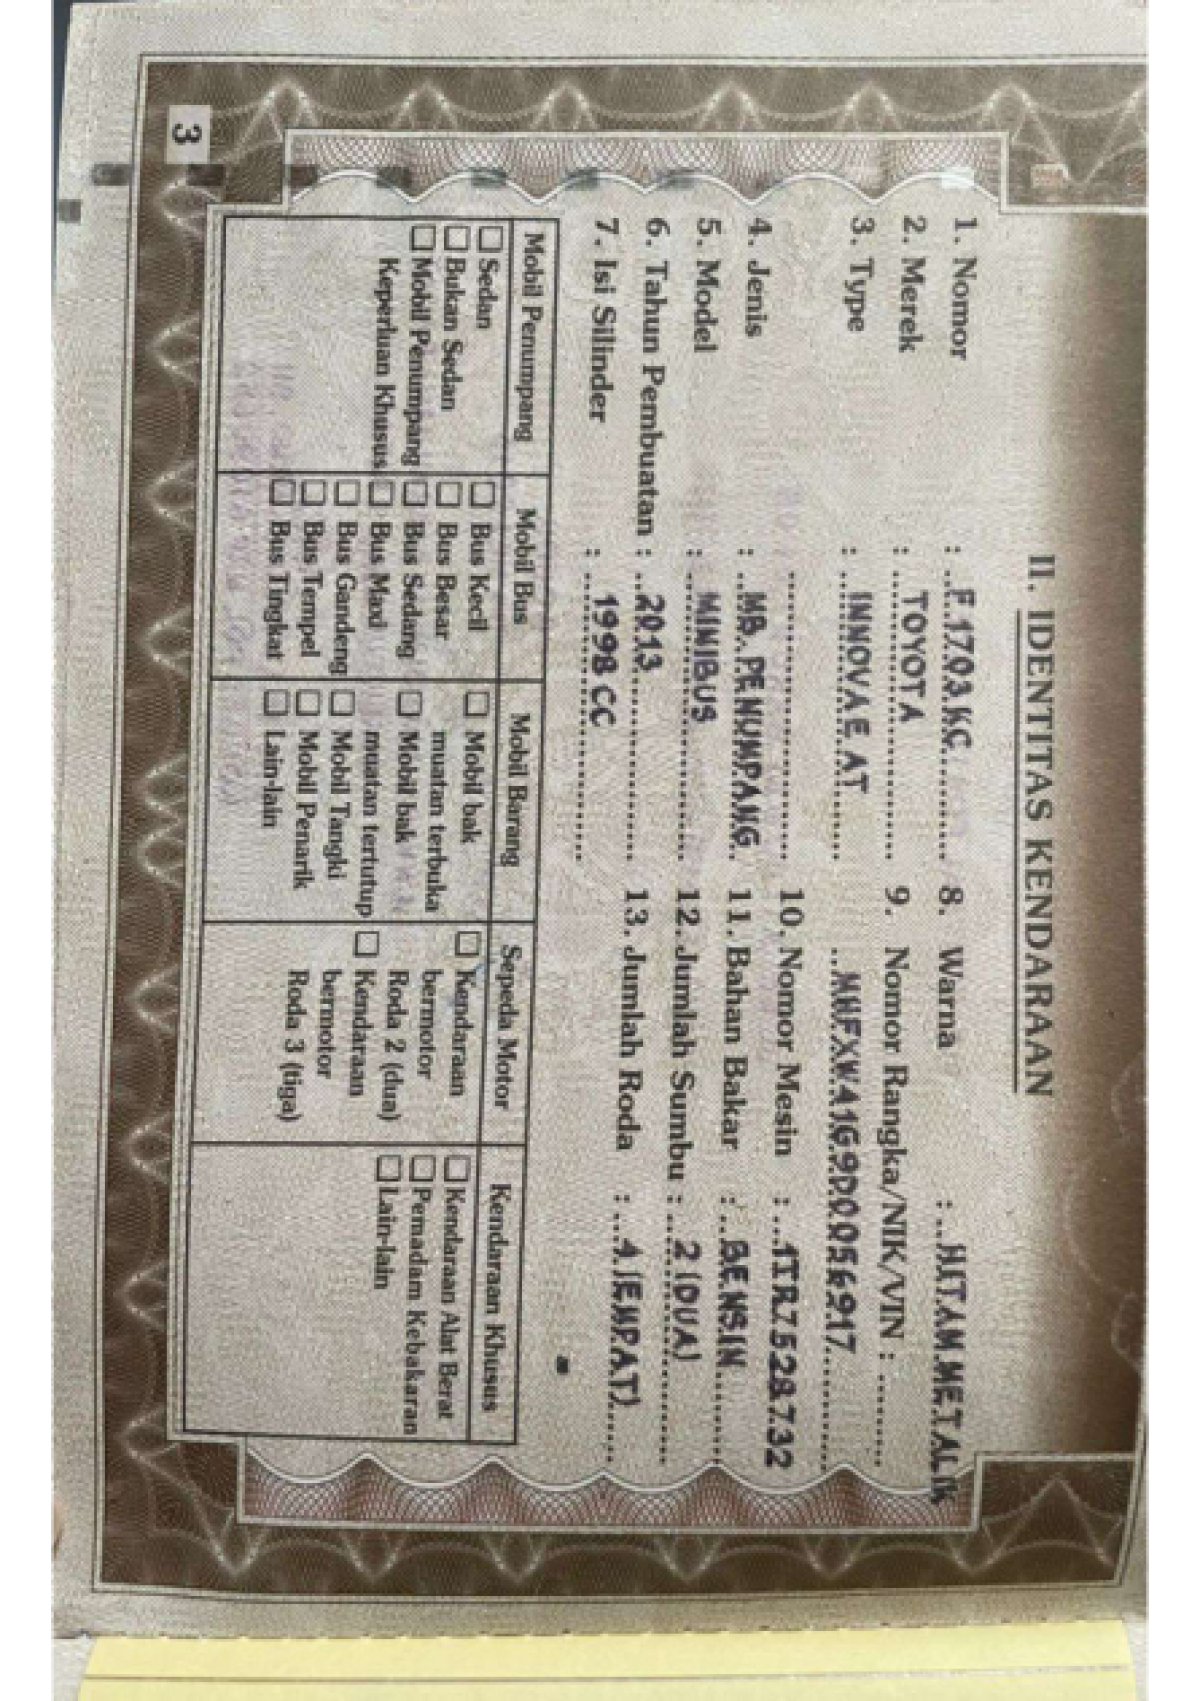 II. IDENTITAS KENDARAAN
1. Nomor : F 1703 KC
2. Merek : TOYOTA
3. Type : INNOVA E AT
4. Jenis : MB. PENUMPANG
5. Model : MINIBUS
6. Tahun Pembuatan : 2013
7. Isi Silinder : 1998 CC
8. Warna : HITAM METALIK
9. Nomor Rangka/NIK/VIN :
MHFXW41G9D0056917
10. Nomor Mesin : 1TR7528732
11. Bahan Bakar : BENSIN
12. Jumlah Sumbu : 2 (DUA)
13. Jumlah Roda : 4 (EMPAT)
Mobil Penumpang
☐ Sedan
☐ Bukan Sedan
☐ Mobil Penumpang
Keperluan Khusus
Mobil Bus
☐ Bus Kecil
☐ Bus Besar
☐ Bus Sedang
☐ Bus Maxi
☐ Bus Gandeng
☐ Bus Tempel
☐ Bus Tingkat
Mobil Barang
☐ Mobil bak
muatan terbuka
☐ Mobil bak
muatan tertutup
☐ Mobil Tangki
☐ Mobil Penarik
☐ Lain-lain
Sepeda Motor
☐ Kendaraan
bermotor
Roda 2 (dua)
☐ Kendaraan
bermotor
Roda 3 (tiga)
Kendaraan Khusus
☐ Kendaraan Alat Berat
☐ Pemadam Kebakaran
☐ Lain-lain
3